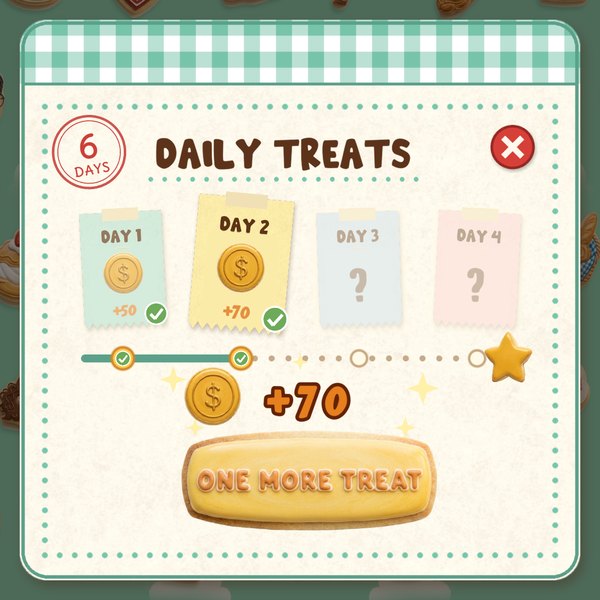 6
DAYS
DAILY TREATS
DAY 1
$
+50
DAY 2
$
+70
DAY 3
?
DAY 4
?
$
+70
ONE MORE TREAT